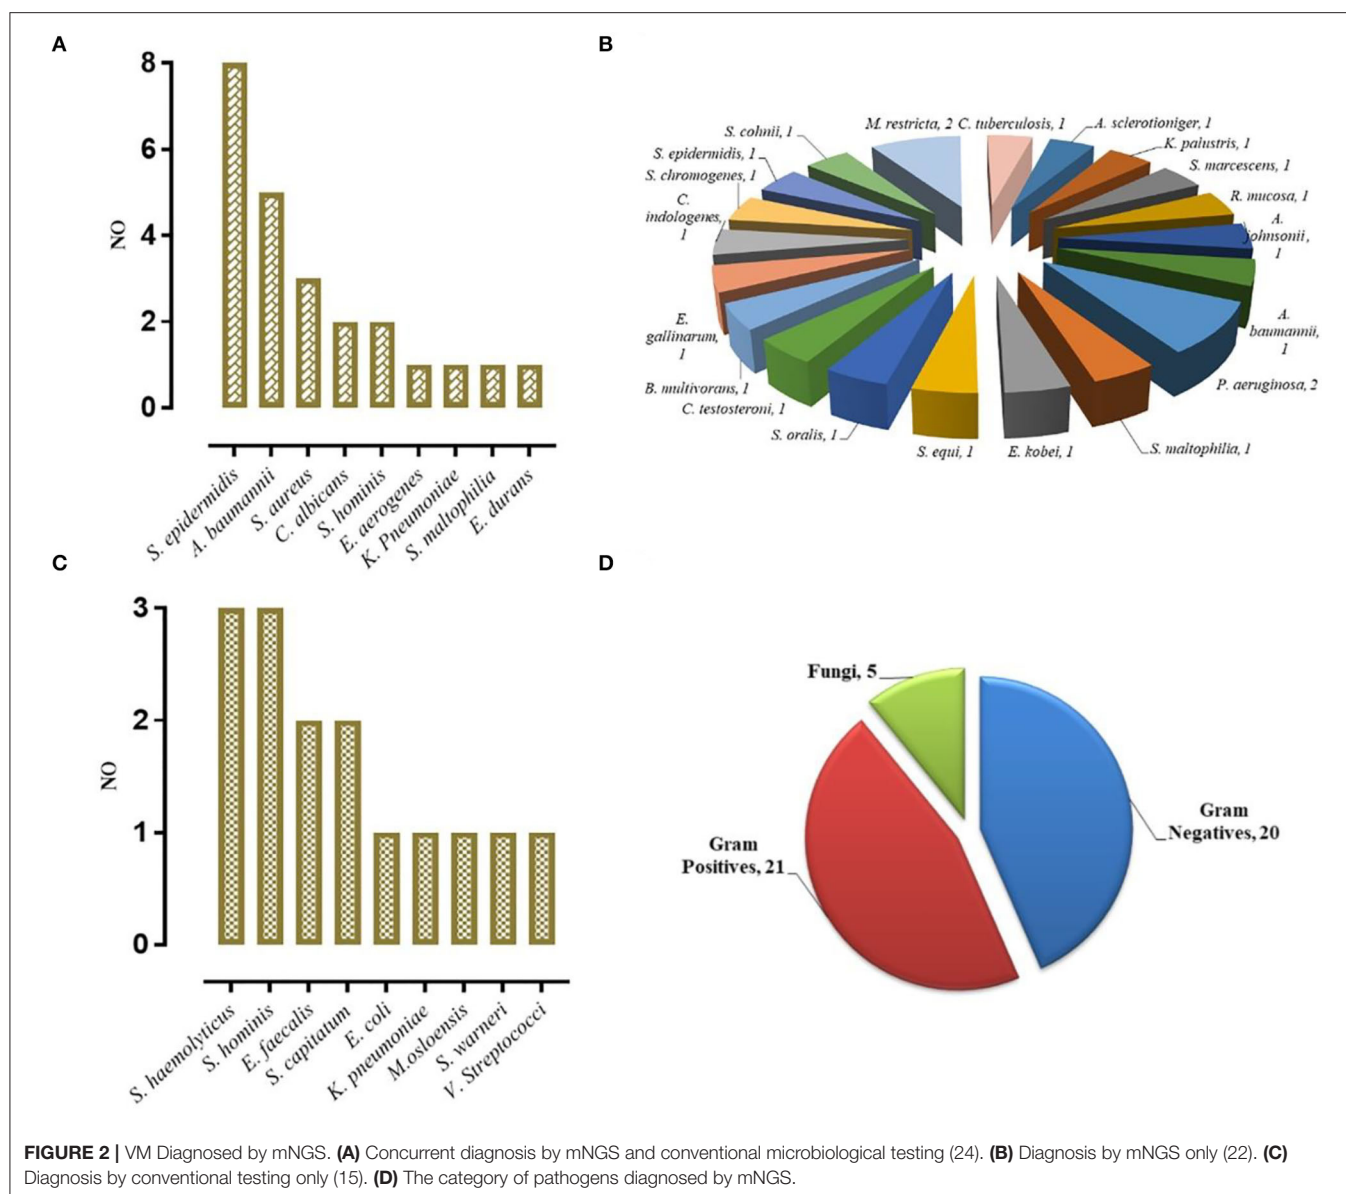 A
8
6
4
2
0
NO
S. epidermidis
A. baumannii
S. aureus
C. albicans
S. hominis
E. aerogenes
K. Pneumoniae
S. maltophilia
E. durans
B
M. restricta, 2
C. tuberculosis, 1
A. sclerotioniger, 1
K. palustris, 1
S. marcescens, 1
R. mucosa, 1
A.
johnsonii,
1
A.
baumannii,
1
P. aeruginosa, 2
S. maltophilia, 1
E. kobei, 1
S. equi, 1
S. oralis, 1
C. testosteroni, 1
B. multivorans, 1
E.
gallinarum,
1
C.
indologenes,
1
S. chromogenes, 1
S. epidermidis, 1
S. cohnii, 1
C
3
2
1
0
NO
S. haemolyticus
S. hominis
E. faecalis
S. capitatum
E. coli
K. pneumoniae
M.osloensis
S. warneri
V. Streptococci
D
Fungi, 5
Gram
Negatives, 20
Gram
Positives, 21
FIGURE 2 | VM Diagnosed by mNGS. (A) Concurrent diagnosis by mNGS and conventional microbiological testing (24). (B) Diagnosis by mNGS only (22). (C)
Diagnosis by conventional testing only (15). (D) The category of pathogens diagnosed by mNGS.